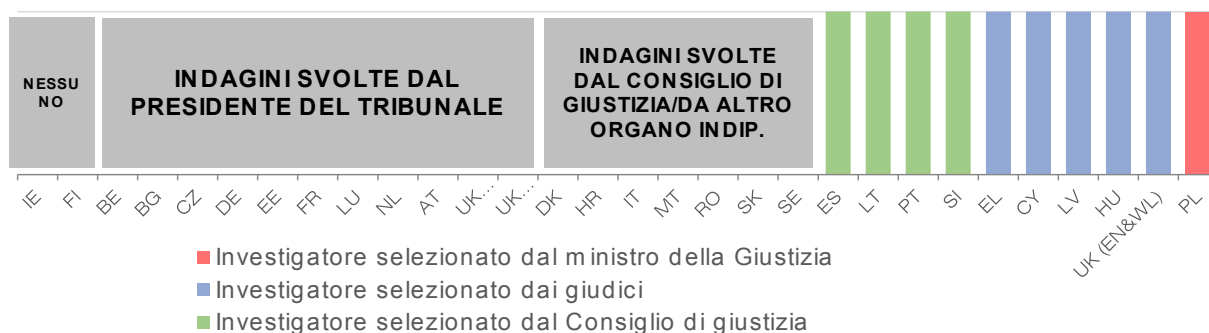 NESSU
NO
INDAGINI SVOLTE DAL
PRESIDENTE DEL TRIBUNALE
INDAGINI SVOLTE
DAL CONSIGLIO DI
GIUSTIZIA/DA ALTRO
ORGANO INDIP.
IE FI BE BG CZ DE EE FR LU NL AT UK... UK... DK HR IT MT RO SK SE ES LT PT SI EL CY LV HU UK (EN&WL) PL
Investigatore selezionato dal ministro della Giustizia
Investigatore selezionato dai giudici
Investigatore selezionato dal Consiglio di giustizia